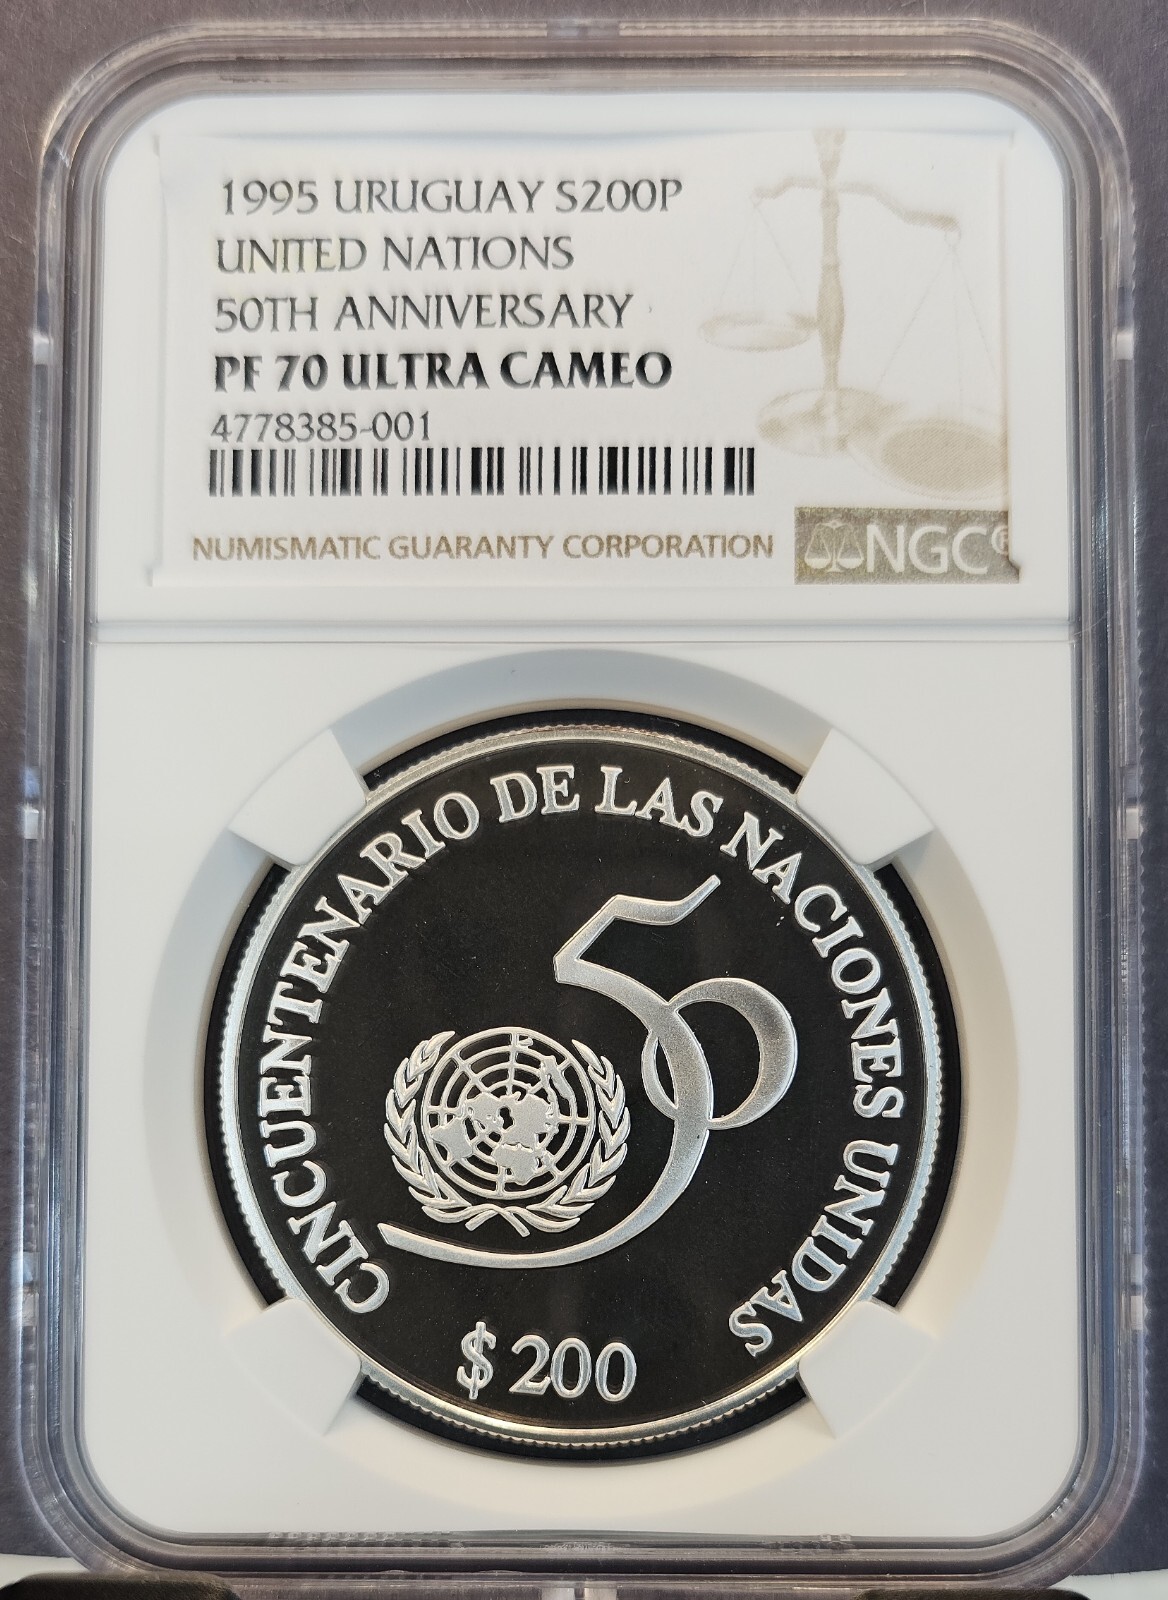 1995 URUGUAY S200P
UNITED NATIONS
50TH ANNIVERSARY
PF 70 ULTRA CAMEO
4778385-001
NUMISMATIC GUARANTY CORPORATION
NGC®
CINCUENTENARIO DE LAS NACIONES UNIDAS
50
$ 200